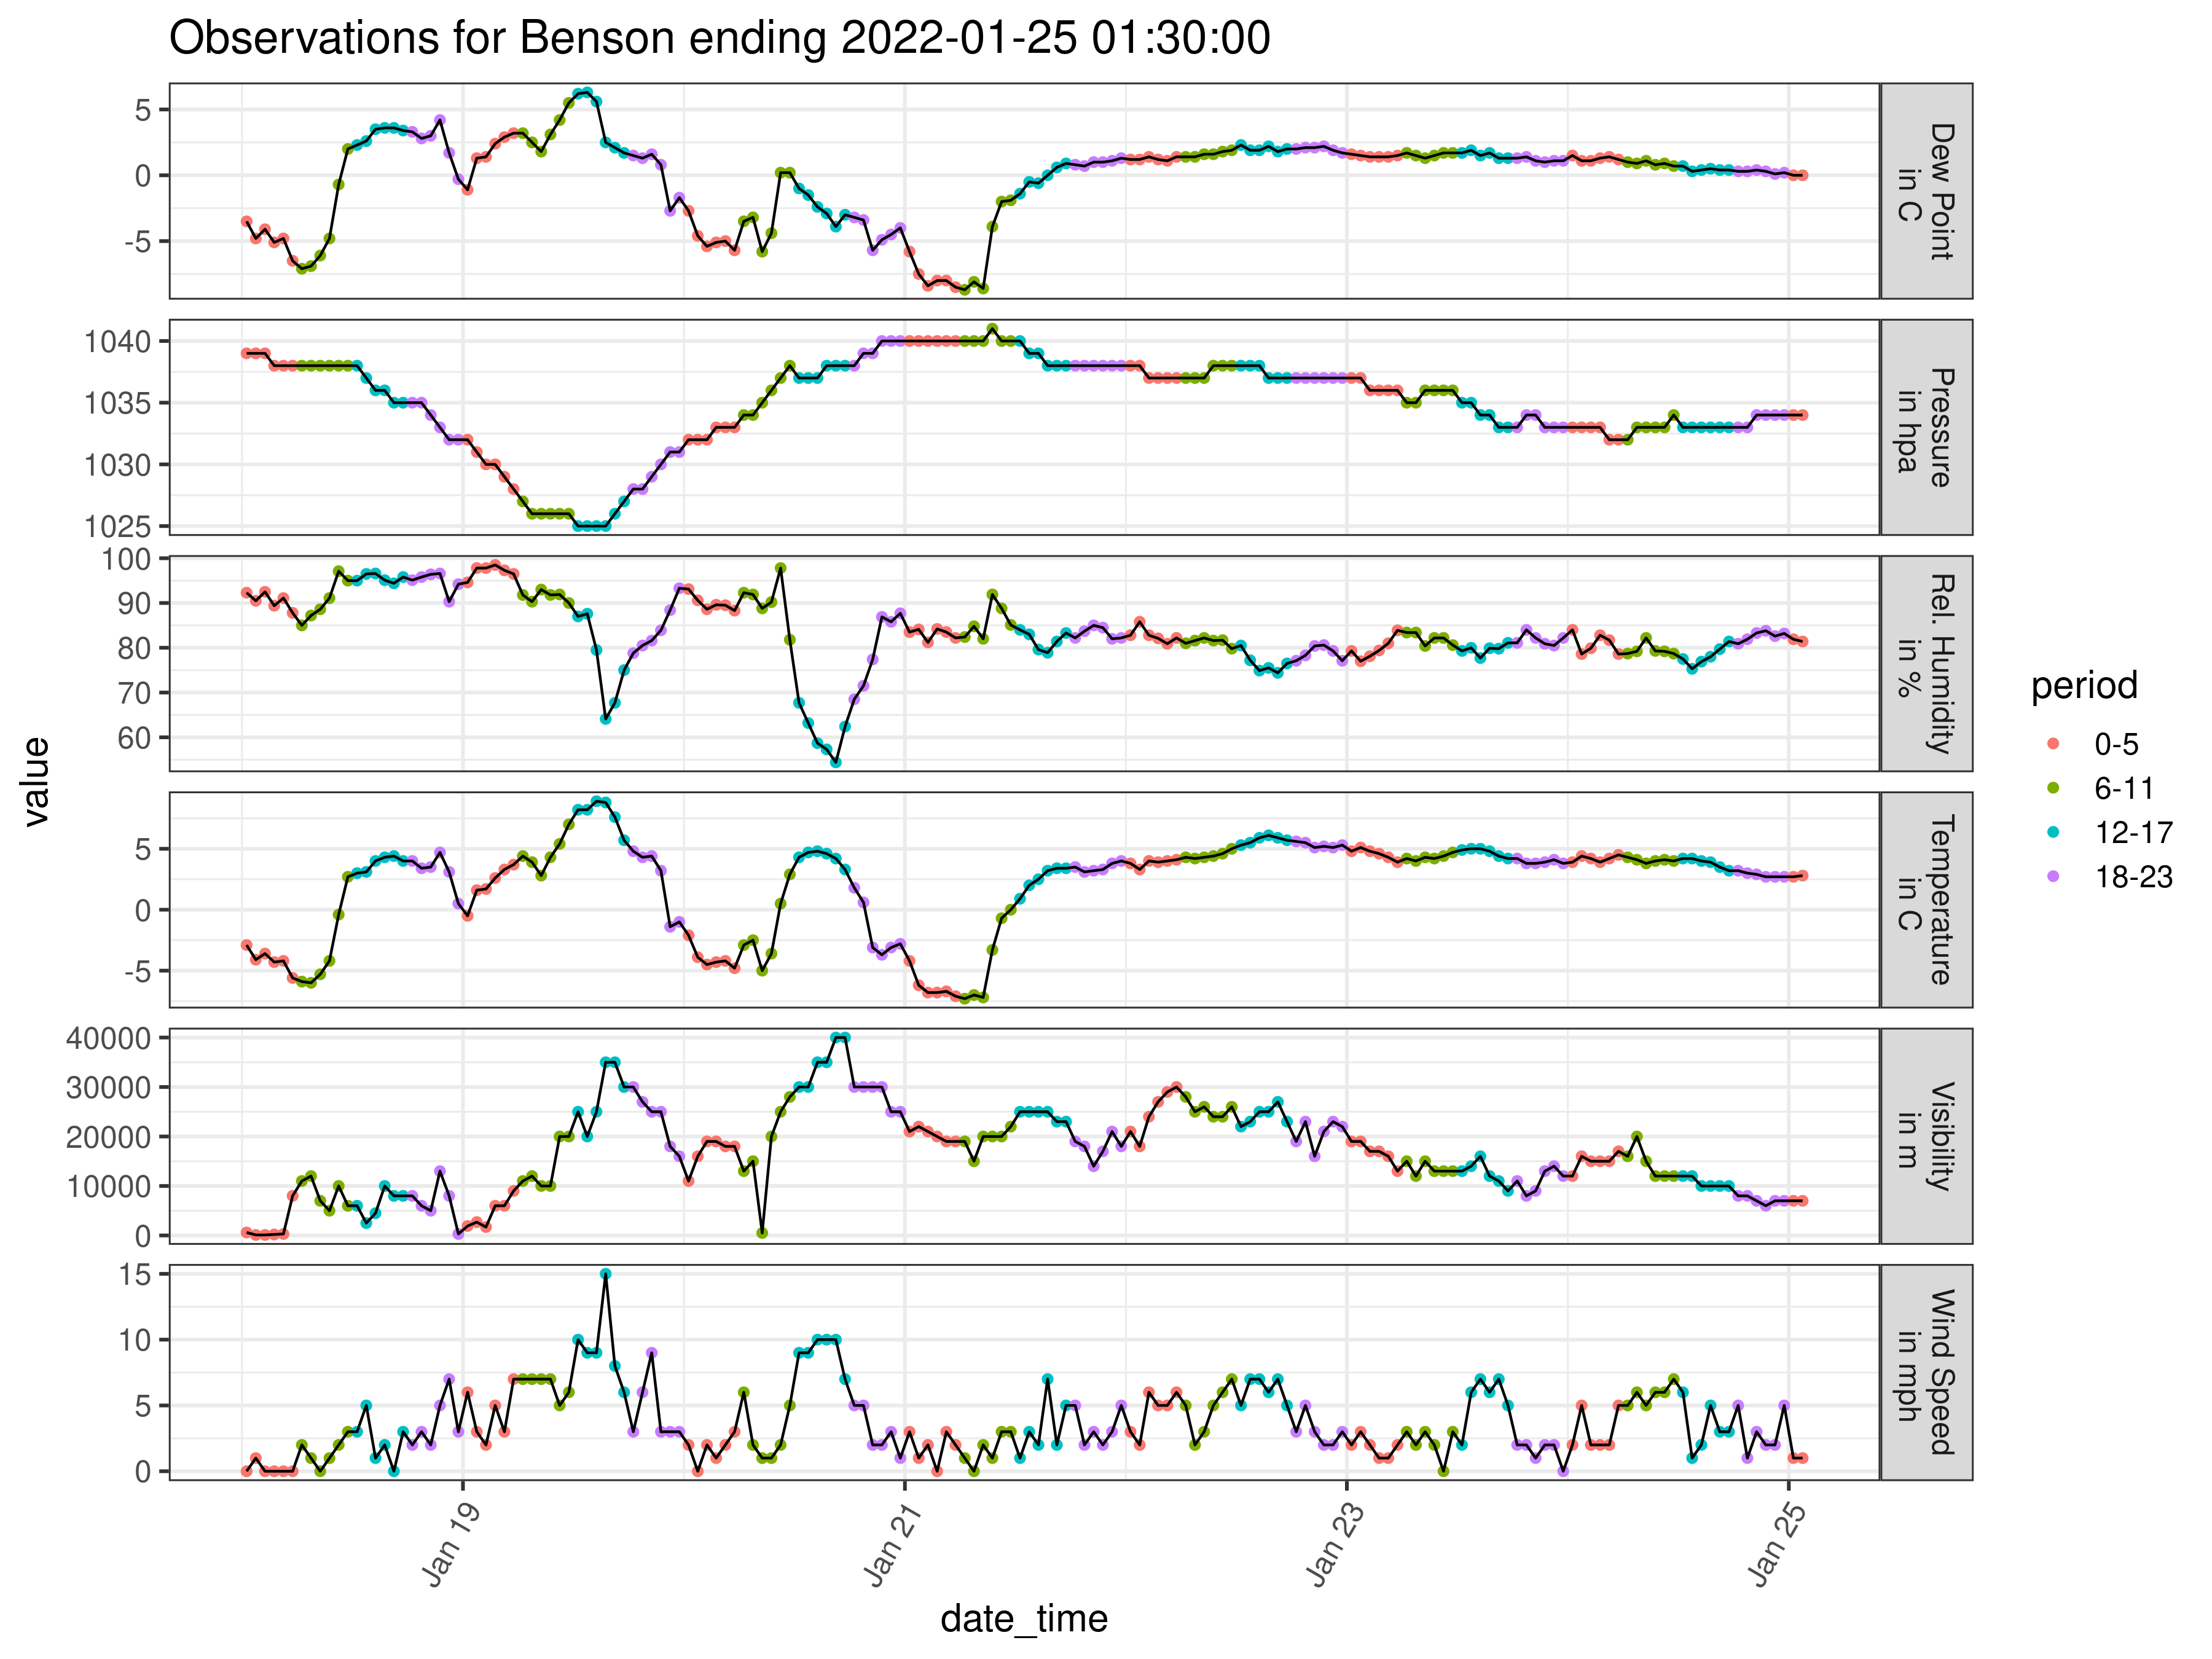 Observations for Benson ending 2022-01-25 01:30:00
value
5
0
-5
Dew Point
in C
1040
1035
1030
1025
Pressure
in hpa
100
90
80
70
60
Rel. Humidity
in %
5
0
-5
Temperature
in C
40000
30000
20000
10000
0
Visibility
in m
15
10
5
0
Wind Speed
in mph
Jan 19
Jan 21
Jan 23
Jan 25
date_time
period
0-5
6-11
12-17
18-23